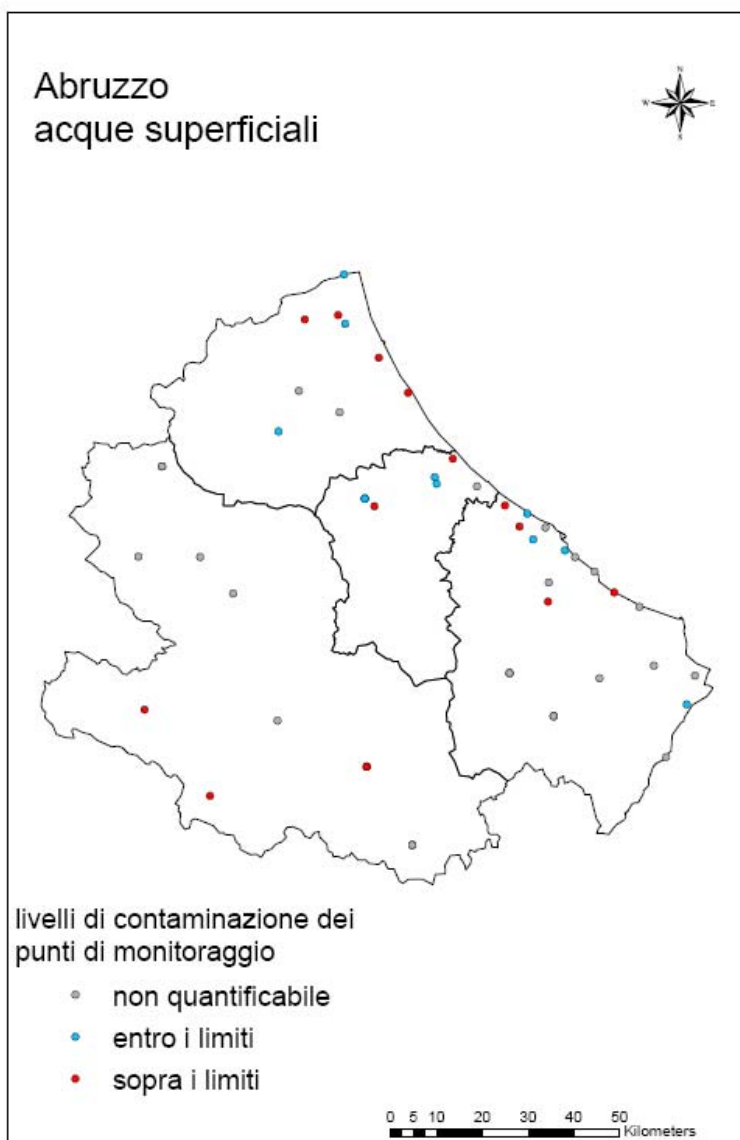 Abruzzo
acque superficiali
N
W E
S
livelli di contaminazione dei
punti di monitoraggio
non quantificabile
entro i limiti
sopra i limiti
0 5 10 20 30 40 50
Kilometers